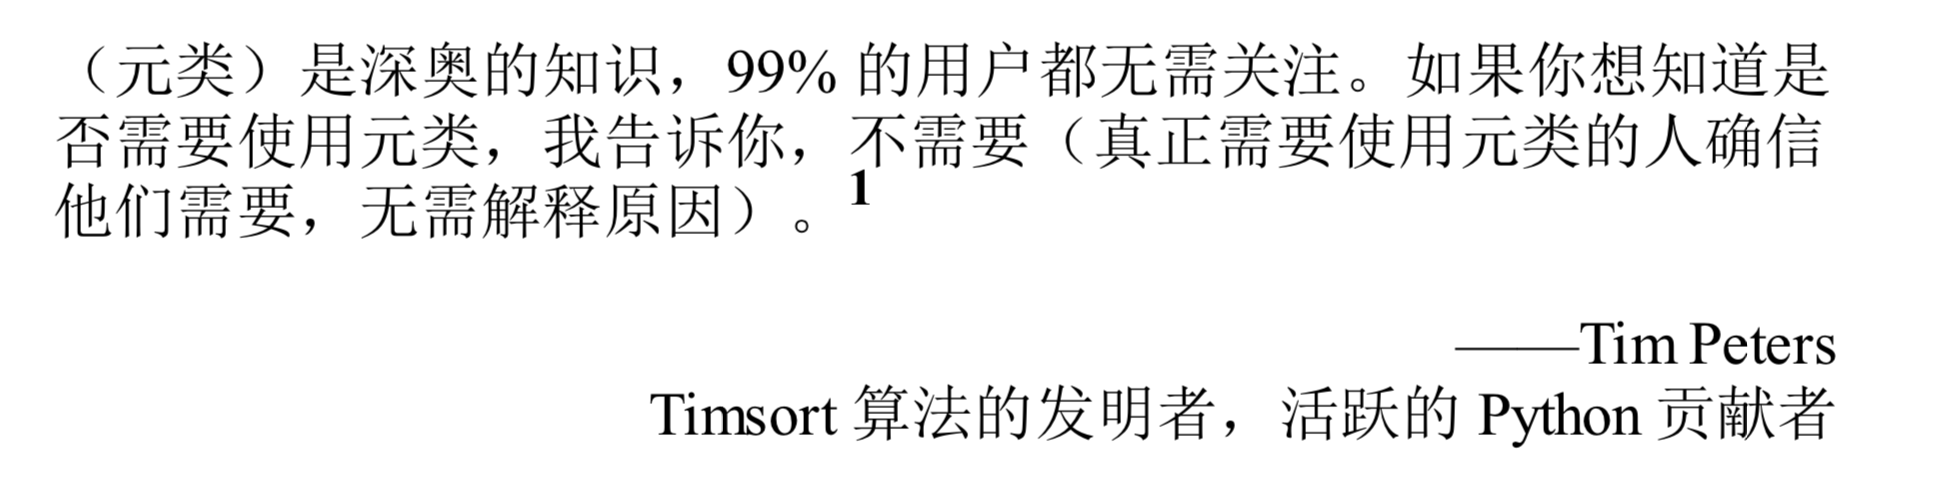 （元类）是深奥的知识，99% 的用户都无需关注。如果你想知道是
否需要使用元类，我告诉你，不需要（真正需要使用元类的人确信
他们需要，无需解释原因）。1
——Tim Peters
Timsort 算法的发明者，活跃的 Python 贡献者